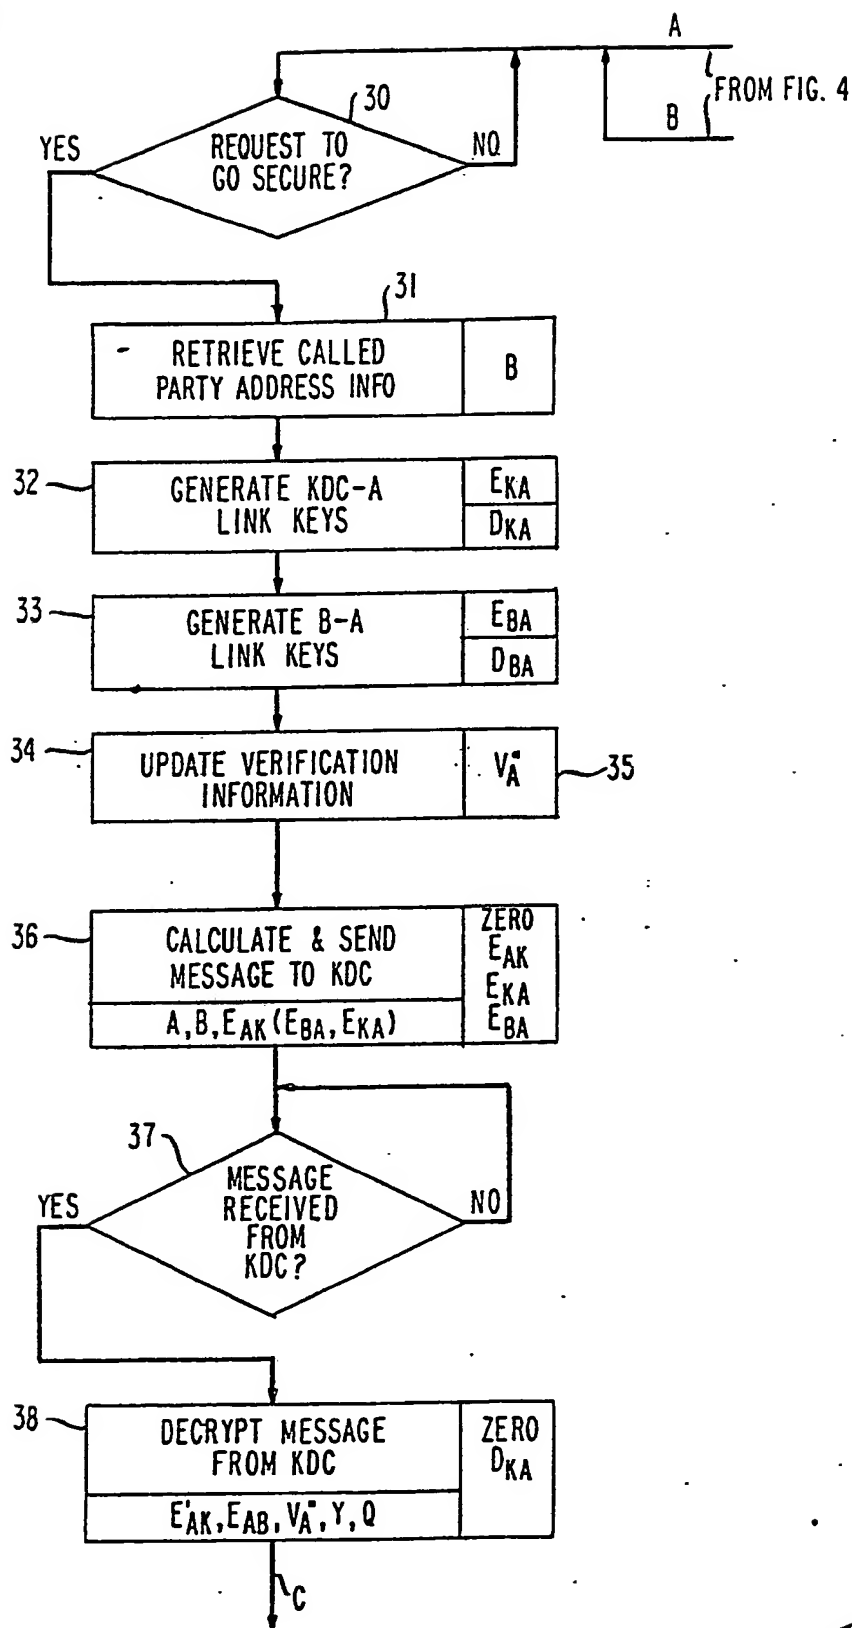 A
FROM FIG. 4
B
30
YES
REQUEST TO
GO SECURE?
NO
31
RETRIEVE CALLED
PARTY ADDRESS INFO
B
32
GENERATE KDC-A
LINK KEYS
EKA
DKA
33
GENERATE B-A
LINK KEYS
EBA
DBA
34
UPDATE VERIFICATION
INFORMATION
VA"
35
36
CALCULATE & SEND
MESSAGE TO KDC
A, B, EAK (EBA, EKA)
ZERO
EAK
EKA
EBA
37
YES
MESSAGE
RECEIVED
FROM
KDC?
NO
38
DECRYPT MESSAGE
FROM KDC
ZERO
DKA
E'AK, EAB, VA", Y, Q
C